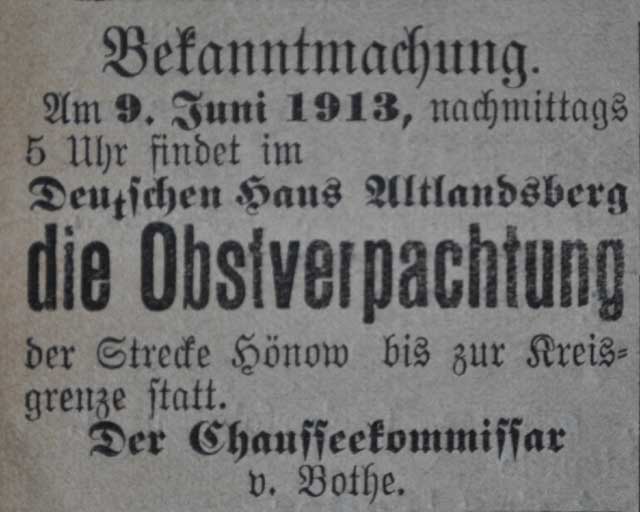 Bekanntmachung.
Am 9. Juni 1913, nachmittags
5 Uhr findet im
Deutschen Haus Altlandsberg
die Obstverpachtung
der Strecke Hönow bis zur Kreis=
grenze statt.
Der Chausseekommissar
v. Bothe.